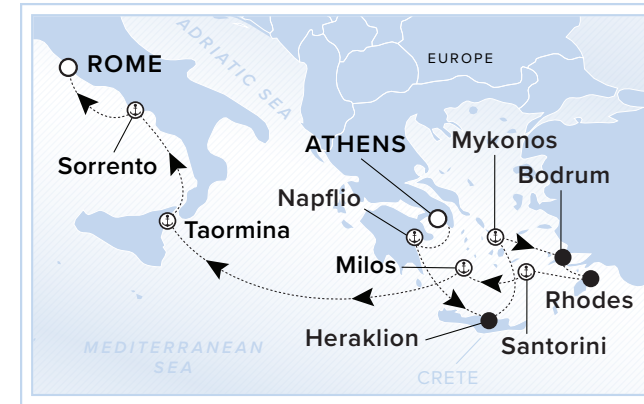 ADRIATIC SEA
ROME
EUROPE
ATHENS
Mykonos
Sorrento
Bodrum
Napflio
Taormina
Milos
Rhodes
Heraklion
Santorini
MEDITERRANEAN
SEA
CRETE